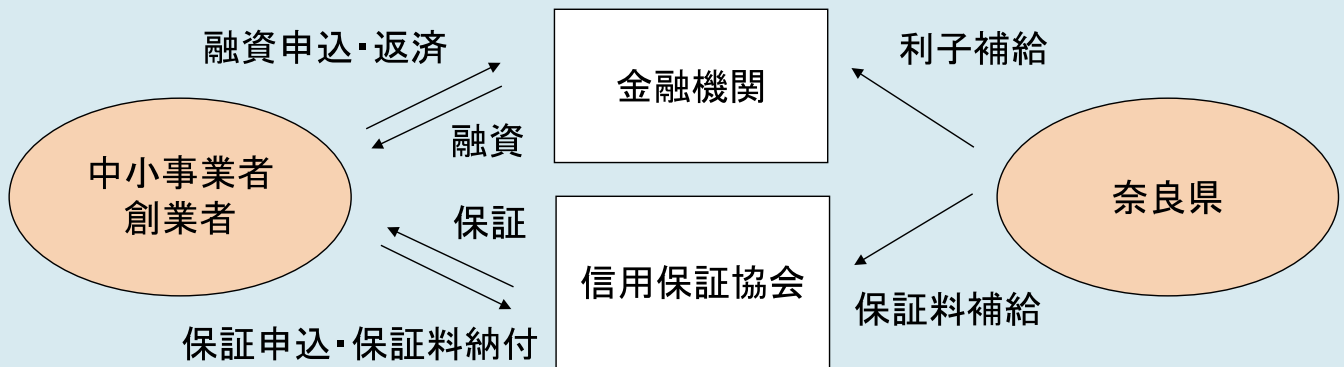 融資申込・返済
金融機関
利子補給
融資
中小事業者
創業者
奈良県
保証
信用保証協会
保証料補給
保証申込・保証料納付